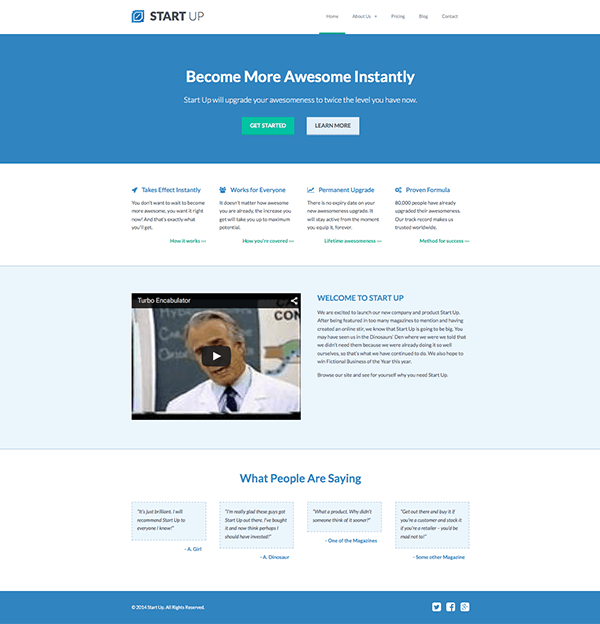 START UP
Home About Us Pricing Blog Contact
Become More Awesome Instantly
Start Up will upgrade your awesomeness to twice the level you have now.
GET STARTED LEARN MORE
Takes Effect Instantly
You don't want to wait to become
more awesome, you want it right
now! And that's exactly what
you'll get.
How it works >>
Works for Everyone
It doesn't matter how awesome
you are already, the increase you
get will take you up to maximum
potential.
How you're covered >>
Permanent Upgrade
There is no expiry date on your
new awesomeness upgrade. It
will stay active from the moment
you equip it, forever.
Lifetime awesomeness >>
Proven Formula
80,000 people have already
upgraded their awesomeness.
Our track record makes us
trusted worldwide.
Method for success >>
Turbo Encabulator
CON
WELCOME TO START UP
We are excited to launch our new company and product Start Up.
After being featured in too many magazines to mention and having
created an online stir, we know that Start Up is going to be big. You
may have seen us in the Dinosaurs' Den where we were we told that
we didn't need them because we were already doing it so well
ourselves, so that's what we have continued to do. We also hope to
win Fictional Business of the Year this year.
Browse our site and see for yourself why you need Start Up.
What People Are Saying
"It's just brilliant. I will
recommend Start Up to
everyone I know!"
- A. Girl
"I'm really glad these guys got
Start Up out there. I've bought
it and now think perhaps I
should have invested!"
- A. Dinosaur
"What a product. Why didn't
someone think of it sooner?"
- One of the Magazines
"Get out there and buy it if
you're a customer and stock it
if you're a retailer – you'd be
mad not to!"
- Some other Magazine
© 2014 Start Up. All Rights Reserved.